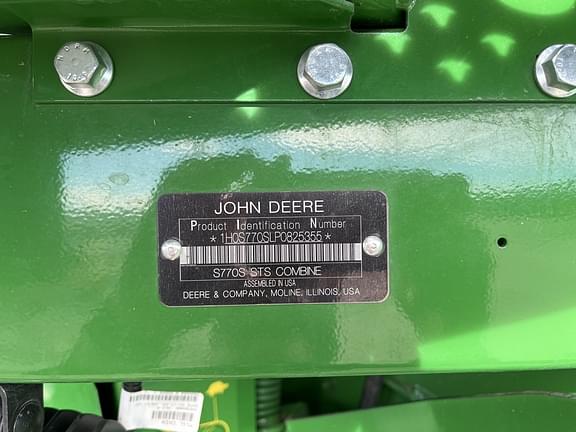 JOHN DEERE
Product Identification Number
*1H0S770SLP0825355*
S770S STS COMBINE
ASSEMBLED IN USA
DEERE & COMPANY, MOLINE, ILLINOIS, USA